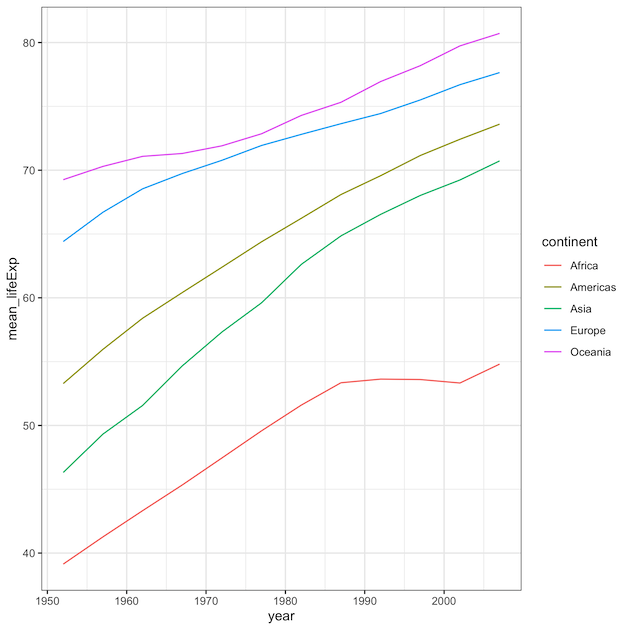 80
70
60
50
40
1950 1960 1970 1980 1990 2000
year
mean_lifeExp
continent
Africa
Americas
Asia
Europe
Oceania